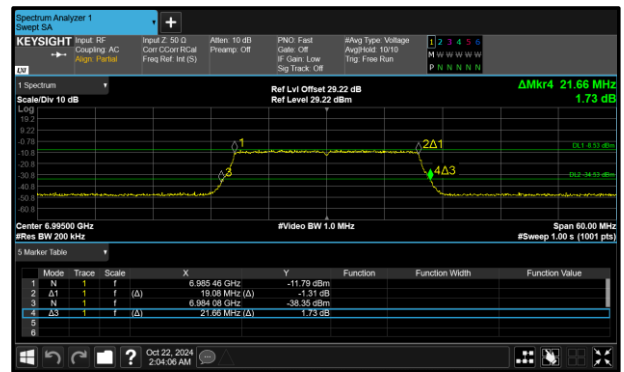 Spectrum Analyzer 1
Swept SA
KEYSIGHT Input: RF Input Z: 50 Ω Atten: 10 dB PNO: Fast #Avg Type: Voltage 1 2 3 4 5 6
Coupling: AC Corr CCorr RCal Preamp: Off Gate: Off Avg|Hold: 10/10 M W W W W W
Align: Partial Freq Ref: Int (S) IF Gain: Low Trig: Free Run P N N N N N
Sig Track: Off
1 Spectrum Ref Lvl Offset 29.22 dB ΔMkr4 21.66 MHz
Scale/Div 10 dB Ref Level 29.22 dBm 1.73 dB
Log
19.2
9.22
-0.78
-10.8
-20.8
-30.8
-40.8
-50.8
-60.8
1
2Δ1
3
4Δ3
DL1 -8.53 dBm
DL2 -34.53 dBm
Center 6.99500 GHz #Video BW 1.0 MHz Span 60.00 MHz
#Res BW 200 kHz #Sweep 1.00 s (1001 pts)
5 Marker Table
Mode Trace Scale X Y Function Function Width Function Value
1 N 1 f 6.985 46 GHz -11.79 dBm
2 Δ1 1 f (Δ) 19.08 MHz (Δ) -1.31 dB
3 N 1 f 6.984 08 GHz -38.35 dBm
4 Δ3 1 f (Δ) 21.66 MHz (Δ) 1.73 dB
5
6
Oct 22, 2024
2:04:06 AM